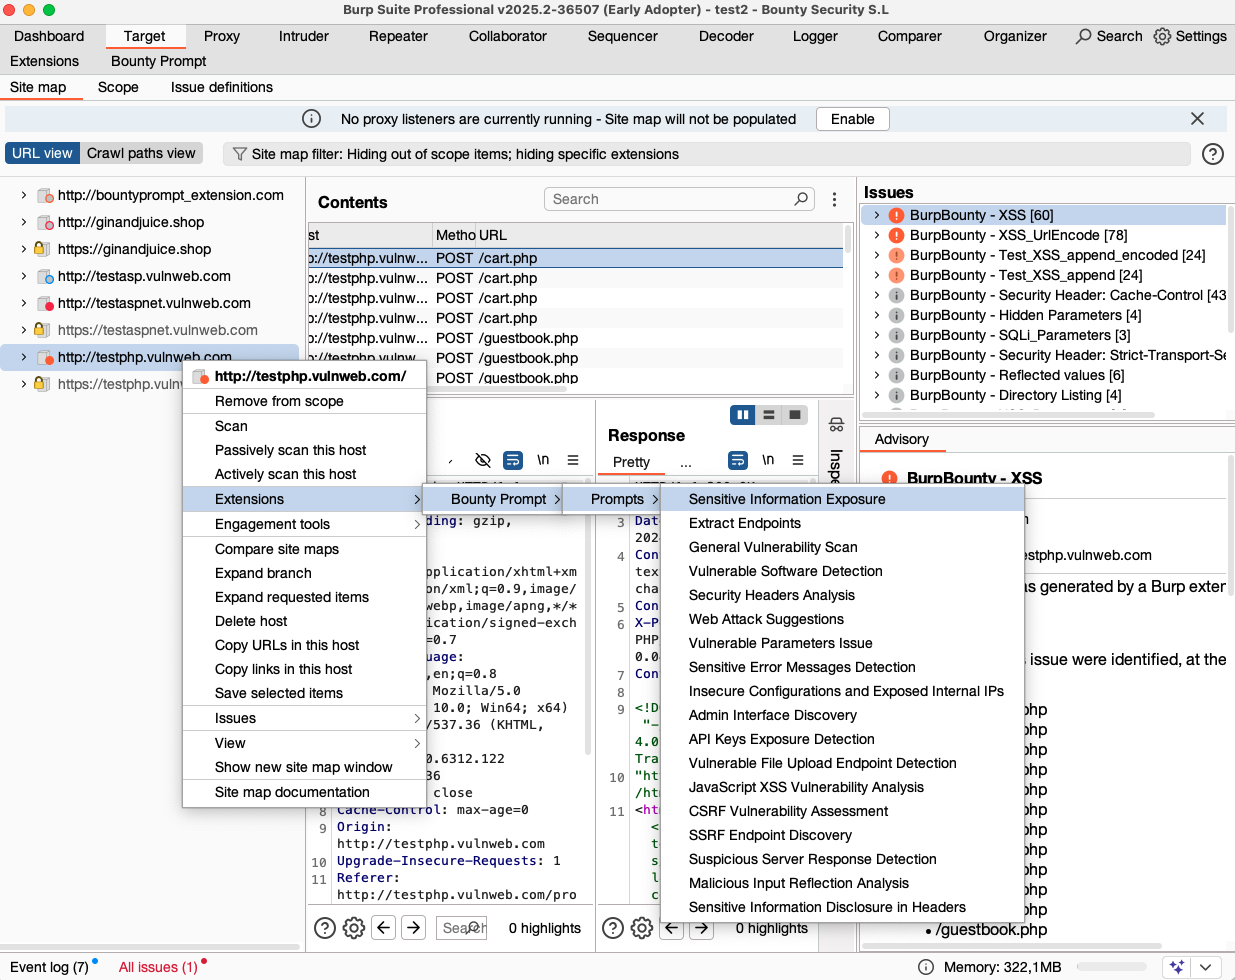 Burp Suite Professional v2025.2-36507 (Early Adopter) - test2 - Bounty Security S.L
Dashboard Target Proxy Intruder Repeater Collaborator Sequencer Decoder Logger Comparer Organizer Search Settings
Extensions Bounty Prompt
Site map Scope Issue definitions
No proxy listeners are currently running - Site map will not be populated Enable
URL view Crawl paths view Site map filter: Hiding out of scope items; hiding specific extensions
http://bountyprompt_extension.com
http://ginandjuice.shop
https://ginandjuice.shop
http://testasp.vulnweb.com
http://testaspnet.vulnweb.com
https://testaspnet.vulnweb.com
http://testphp.vulnweb.com
https://testphp.vuln
Contents Search
st Metho URL
o://testphp.vulnw... POST /cart.php
o://testphp.vulnw... POST /cart.php
o://testphp.vulnw... POST /cart.php
o://testphp.vulnw... POST /cart.php
o://testphp.vulnw... POST /guestbook.php
o://testphp.vulnw POST /guestbook.php
o://testphp.vulnw... POST /guestbook.php
Issues
BurpBounty - XSS [60]
BurpBounty - XSS_UrlEncode [78]
BurpBounty - Test_XSS_append_encoded [24]
BurpBounty - Test_XSS_append [24]
BurpBounty - Security Header: Cache-Control [43
BurpBounty - Hidden Parameters [4]
BurpBounty - SQLi_Parameters [3]
BurpBounty - Security Header: Strict-Transport-Se
BurpBounty - Reflected values [6]
BurpBounty - Directory Listing [4]
http://testphp.vulnweb.com/
Remove from scope
Scan
Passively scan this host
Actively scan this host
Extensions
Engagement tools
Compare site maps
Expand branch
Expand requested items
Delete host
Copy URLs in this host
Copy links in this host
Save selected items
Issues
View
Show new site map window
Site map documentation
Bounty Prompt
Prompts
Sensitive Information Exposure
Extract Endpoints
General Vulnerability Scan
Vulnerable Software Detection
Security Headers Analysis
Web Attack Suggestions
Vulnerable Parameters Issue
Sensitive Error Messages Detection
Insecure Configurations and Exposed Internal IPs
Admin Interface Discovery
API Keys Exposure Detection
Vulnerable File Upload Endpoint Detection
JavaScript XSS Vulnerability Analysis
CSRF Vulnerability Assessment
SSRF Endpoint Discovery
Suspicious Server Response Detection
Malicious Input Reflection Analysis
Sensitive Information Disclosure in Headers
\n
ding: gzip,
pplication/xhtml+xm
on/xml;q=0.9,image/
webp,image/apng,*/*
ication/signed-exch
=0.7
uage:
,en;q=0.8
Mozilla/5.0
10.0; Win64; x64)
/537.36 (KHTML,
0.6312.122
36
close
8 Cache-Control: max-age=0
9 Origin:
http://testphp.vulnweb.com
10 Upgrade-Insecure-Requests: 1
11 Referer:
http://testphp.vulnweb.com/pro
Search 0 highlights
Response
Pretty ... \n
3 Dat
202
4 Con
tex
cha
5 Con
6 X-P
PHP
0.0
7 Con
8
9 <!D
"-
4.0
Tra
10 "ht
/ht
11 <ht
<
t
s
l
c
0 highlights
Inspe
Advisory
BurpBounty - XSS
m
estphp.vulnweb.com
as generated by a Burp exter
issue were identified, at the
php
php
php
php
php
php
php
php
php
php
php
• /guestbook.php
Event log (7) All issues (1) Memory: 322,1MB